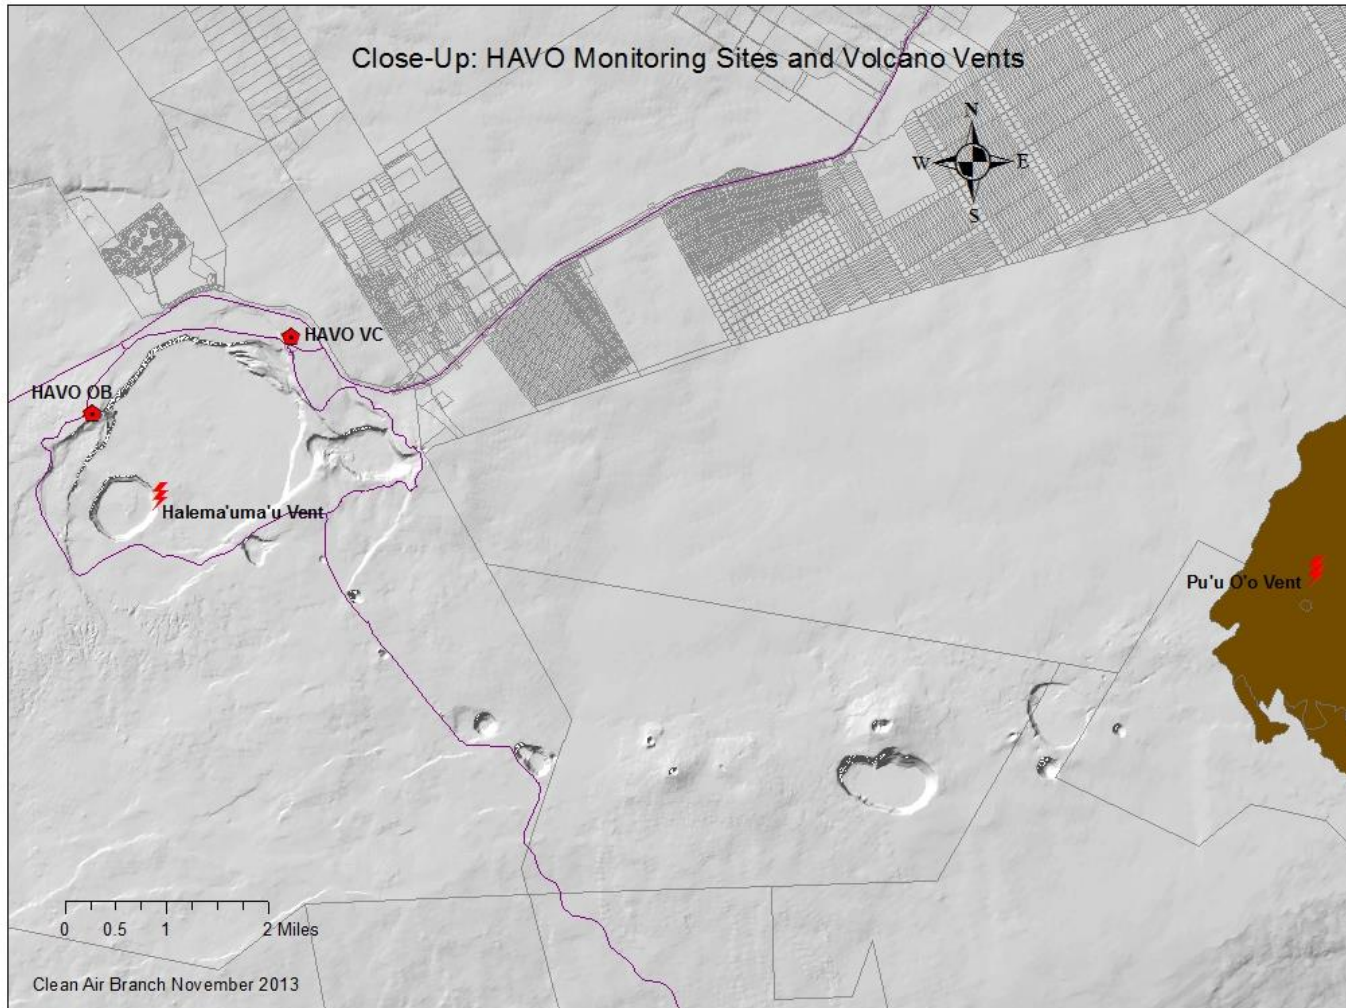 Close-Up: HAVO Monitoring Sites and Volcano Vents
N
W E
S
HAVO VC
HAVO OB
Halema'uma'u Vent
Pu'u O'o Vent
0 0.5 1 2 Miles
Clean Air Branch November 2013